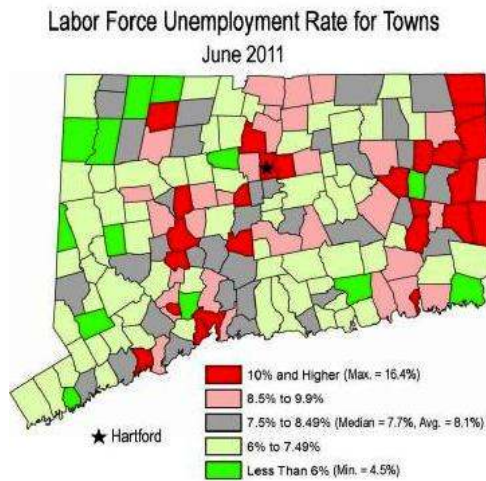 Labor Force Unemployment Rate for Towns
June 2011
10% and Higher (Max. = 16.4%)
8.5% to 9.9%
7.5% to 8.49% (Median = 7.7%, Avg. = 8.1%)
6% to 7.49%
Less Than 6% (Min. = 4.5%)
Hartford